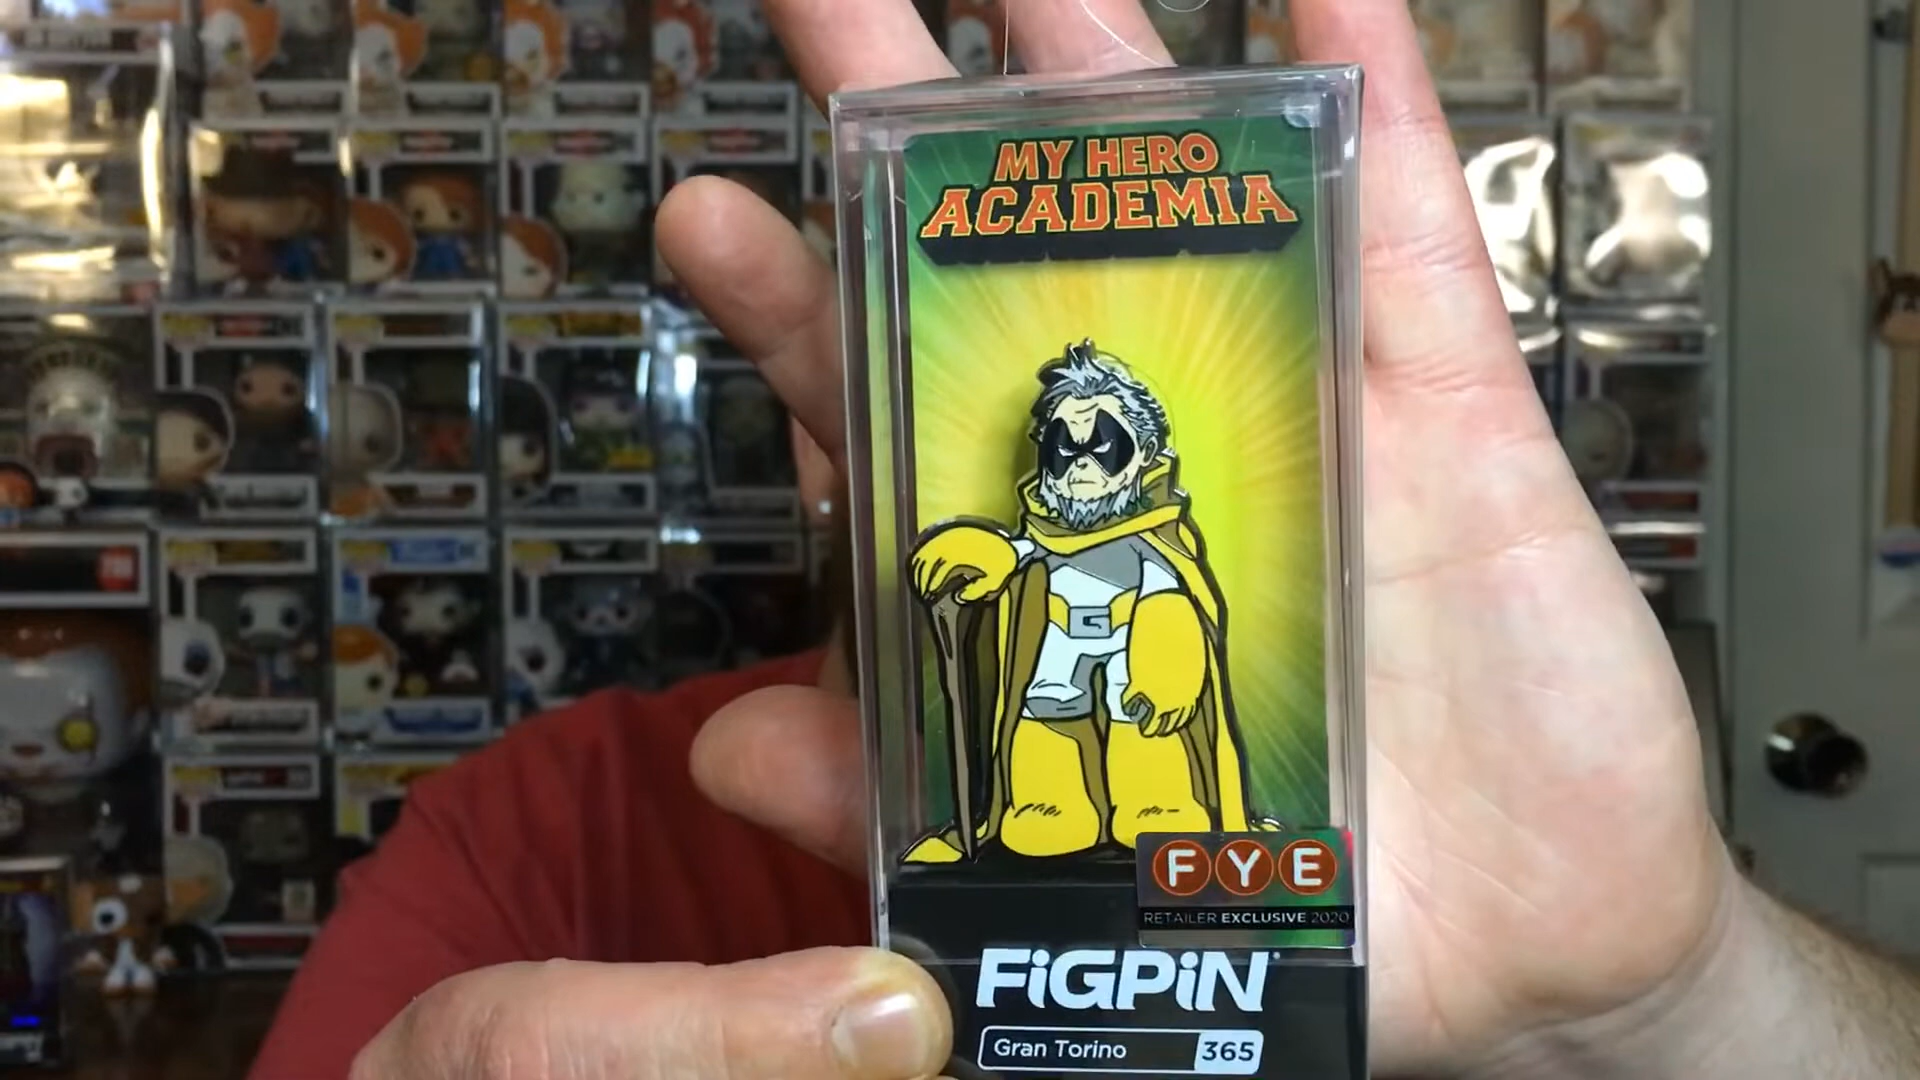 MY HERO
ACADEMIA
G
FYE
RETAILER EXCLUSIVE 2020
FiGPiN
Gran Torino 365